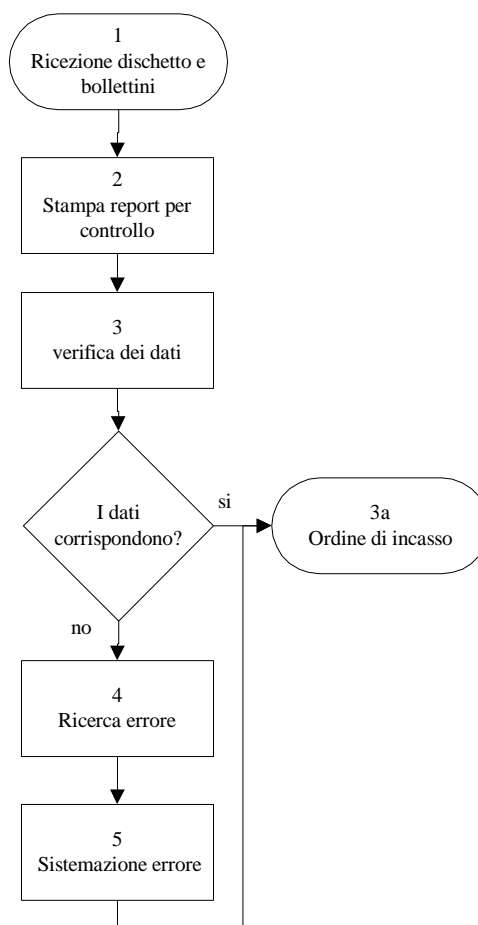 1
Ricezione dischetto e
bollettini
2
Stampa report per
controllo
3
verifica dei dati
I dati
corrispondono?
si
3a
Ordine di incasso
no
4
Ricerca errore
5
Sistemazione errore